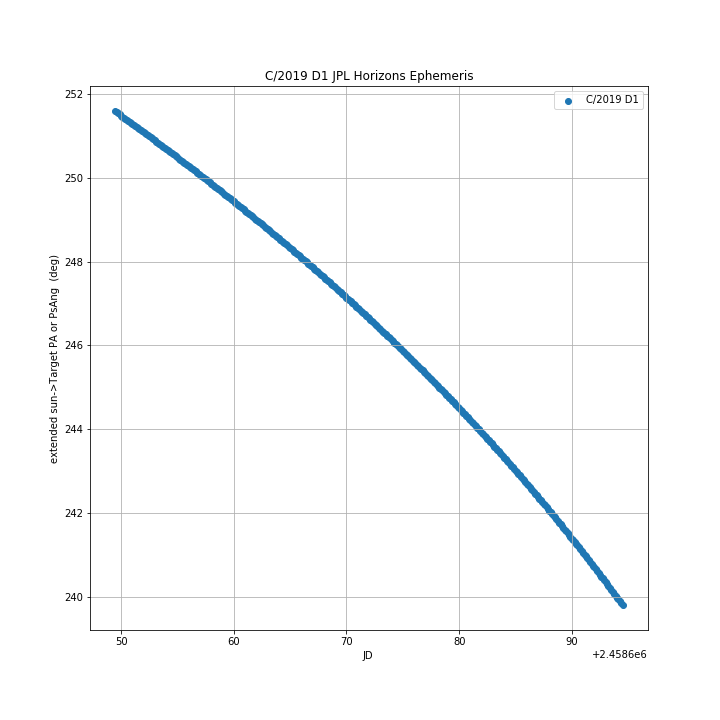 C/2019 D1 JPL Horizons Ephemeris
C/2019 D1
252
250
248
246
244
242
240
extended sun->Target PA or PsAng  (deg)
50 60 70 80 90
+2.4586e6
JD